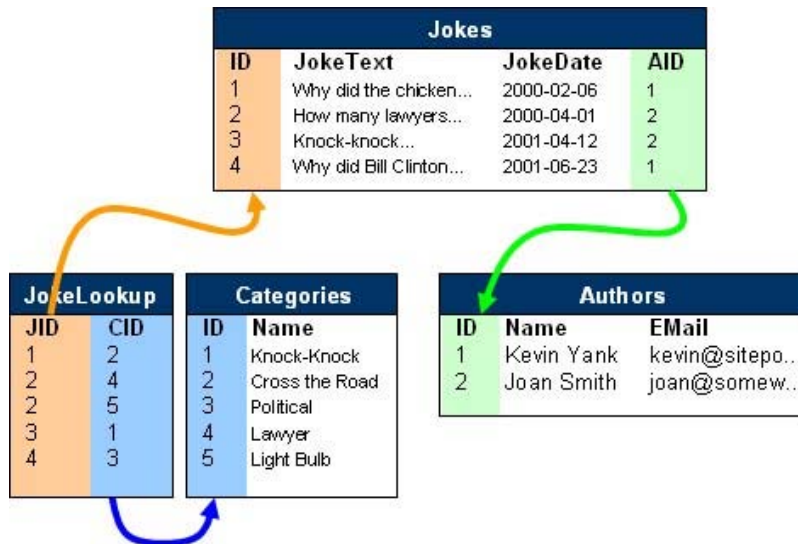 Jokes
ID JokeText JokeDate AID
1 Why did the chicken... 2000-02-06 1
2 How many lawyers... 2000-04-01 2
3 Knock-knock... 2001-04-12 2
4 Why did Bill Clinton... 2001-06-23 1
JokeLookup
JID CID
1 2
2 4
2 5
3 1
4 3
Categories
ID Name
1 Knock-Knock
2 Cross the Road
3 Political
4 Lawyer
5 Light Bulb
Authors
ID Name EMail
1 Kevin Yank kevin@sitepo..
2 Joan Smith joan@somew..